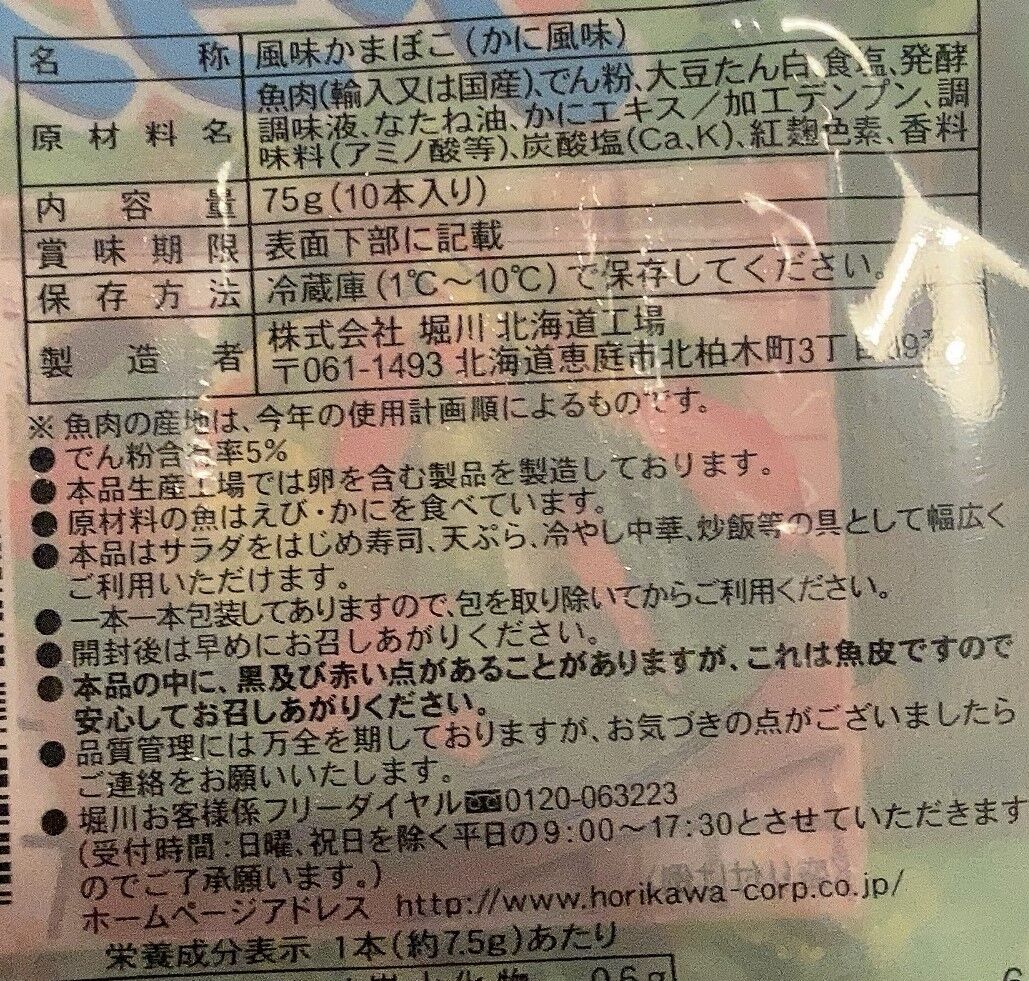 名称 風味かまぼこ(かに風味)
原材料名 魚肉(輸入又は国産)、でん粉、大豆たん白、食塩、発酵
調味液、なたね油、かにエキス／加工デンプン、調
味料(アミノ酸等)、炭酸塩(Ca、K)、紅麹色素、香料
内容量 75g(10本入り)
賞味期限 表面下部に記載
保存方法 冷蔵庫(1℃〜10℃)で保存してください。
製造者 株式会社 堀川 北海道工場
〒061-1493 北海道恵庭市北柏木町3丁目
※魚肉の産地は、今年の使用計画順によるものです。
●でん粉含有率5%
●本品生産工場では卵を含む製品を製造しております。
●原材料の魚はえび・かにを食べています。
●本品はサラダをはじめ寿司、天ぷら、冷やし中華、炒飯等の具として幅広く
ご利用いただけます。
●一本一本包装してありますので、包を取り除いてからご利用ください。
●開封後は早めにお召しあがりください。
●本品の中に、黒及び赤い点があることがありますが、これは魚皮ですので
安心してお召しあがりください。
●品質管理には万全を期しておりますが、お気づきの点がございましたら
ご連絡をお願いいたします。
●堀川お客様係フリーダイヤル 0120-063223
(受付時間:日曜、祝日を除く平日の9:00〜17:30とさせていただきます
のでご了承願います。)
ホームページアドレス http://www.horikawa-corp.co.jp/
栄養成分表示 1本(約7.5g)あたり
炭水化物 0.6g